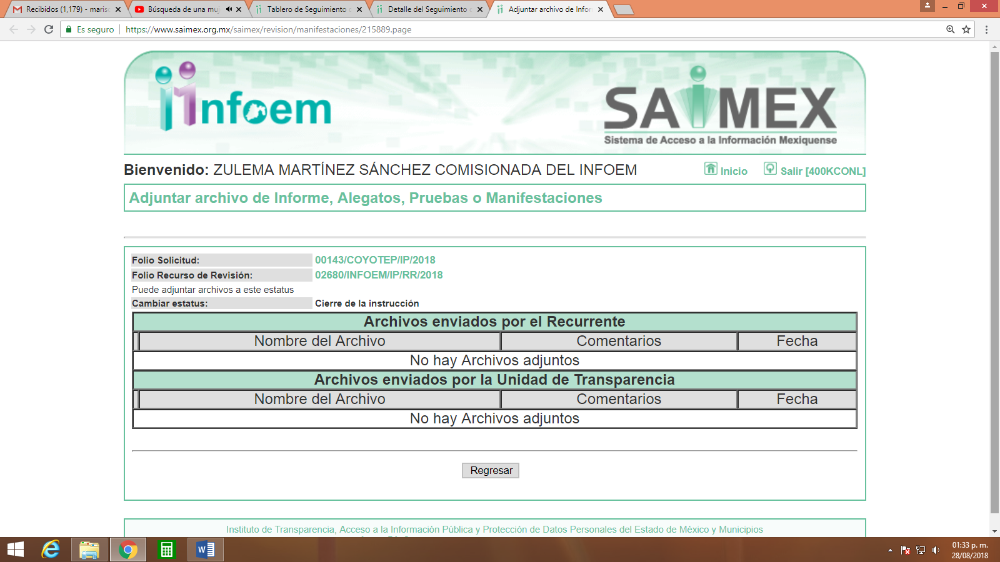 Recibidos (1,179) - marisc
Búsqueda de una muj
Tablero de Seguimiento d
Detalle del Seguimiento d
Adjuntar archivo de Infor
Es seguro
https://www.saimex.org.mx/saimex/revision/manifestaciones/215889.page
infoem
SAIMEX
Sistema de Acceso a la Información Mexiquense
Bienvenido: ZULEMA MARTÍNEZ SÁNCHEZ COMISIONADA DEL INFOEM
Inicio
Salir [400KCONL]
Adjuntar archivo de Informe, Alegatos, Pruebas o Manifestaciones
Folio Solicitud: 00143/COYOTEP/IP/2018
Folio Recurso de Revisión: 02680/INFOEM/IP/RR/2018
Puede adjuntar archivos a este estatus
Cambiar estatus: Cierre de la instrucción
Archivos enviados por el Recurrente
Nombre del Archivo Comentarios Fecha
No hay Archivos adjuntos
Archivos enviados por la Unidad de Transparencia
Nombre del Archivo Comentarios Fecha
No hay Archivos adjuntos
Regresar
Instituto de Transparencia, Acceso a la Información Pública y Protección de Datos Personales del Estado de México y Municipios
01:33 p. m.
28/08/2018